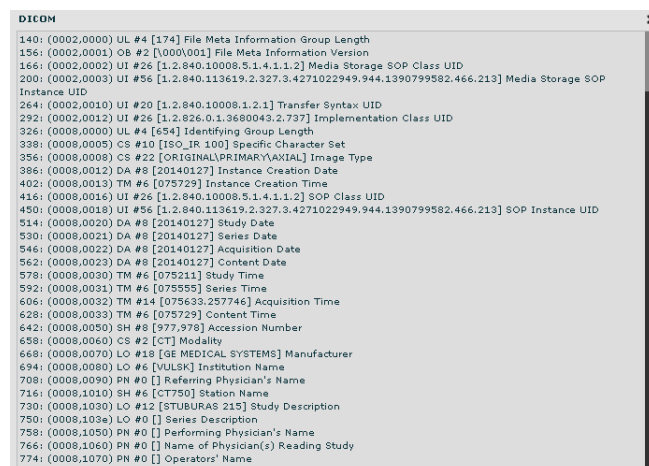 DICOM
140: (0002,0000) UL #4 [174] File Meta Information Group Length
156: (0002,0001) OB #2 [\000\001] File Meta Information Version
166: (0002,0002) UI #26 [1.2.840.10008.5.1.4.1.1.2] Media Storage SOP Class UID
200: (0002,0003) UI #56 [1.2.840.113619.2.327.3.4271022949.944.1390799582.466.213] Media Storage SOP
Instance UID
264: (0002,0010) UI #20 [1.2.840.10008.1.2.1] Transfer Syntax UID
292: (0002,0012) UI #26 [1.2.826.0.1.3680043.2.737] Implementation Class UID
326: (0008,0000) UL #4 [654] Identifying Group Length
338: (0008,0005) CS #10 [ISO_IR 100] Specific Character Set
356: (0008,0008) CS #22 [ORIGINAL\PRIMARY\AXIAL] Image Type
386: (0008,0012) DA #8 [20140127] Instance Creation Date
402: (0008,0013) TM #6 [075729] Instance Creation Time
416: (0008,0016) UI #26 [1.2.840.10008.5.1.4.1.1.2] SOP Class UID
450: (0008,0018) UI #56 [1.2.840.113619.2.327.3.4271022949.944.1390799582.466.213] SOP Instance UID
514: (0008,0020) DA #8 [20140127] Study Date
530: (0008,0021) DA #8 [20140127] Series Date
546: (0008,0022) DA #8 [20140127] Acquisition Date
562: (0008,0023) DA #8 [20140127] Content Date
578: (0008,0030) TM #6 [075211] Study Time
592: (0008,0031) TM #6 [075555] Series Time
606: (0008,0032) TM #14 [075633.257746] Acquisition Time
628: (0008,0033) TM #6 [075729] Content Time
642: (0008,0050) SH #8 [977,978] Accession Number
658: (0008,0060) CS #2 [CT] Modality
668: (0008,0070) LO #18 [GE MEDICAL SYSTEMS] Manufacturer
694: (0008,0080) LO #6 [VULSK] Institution Name
708: (0008,0090) PN #0 [] Referring Physician's Name
716: (0008,1010) SH #6 [CT750] Station Name
730: (0008,1030) LO #12 [STUBURAS 215] Study Description
750: (0008,103e) LO #0 [] Series Description
758: (0008,1050) PN #0 [] Performing Physician's Name
766: (0008,1060) PN #0 [] Name of Physician(s) Reading Study
774: (0008,1070) PN #0 [] Operators' Name